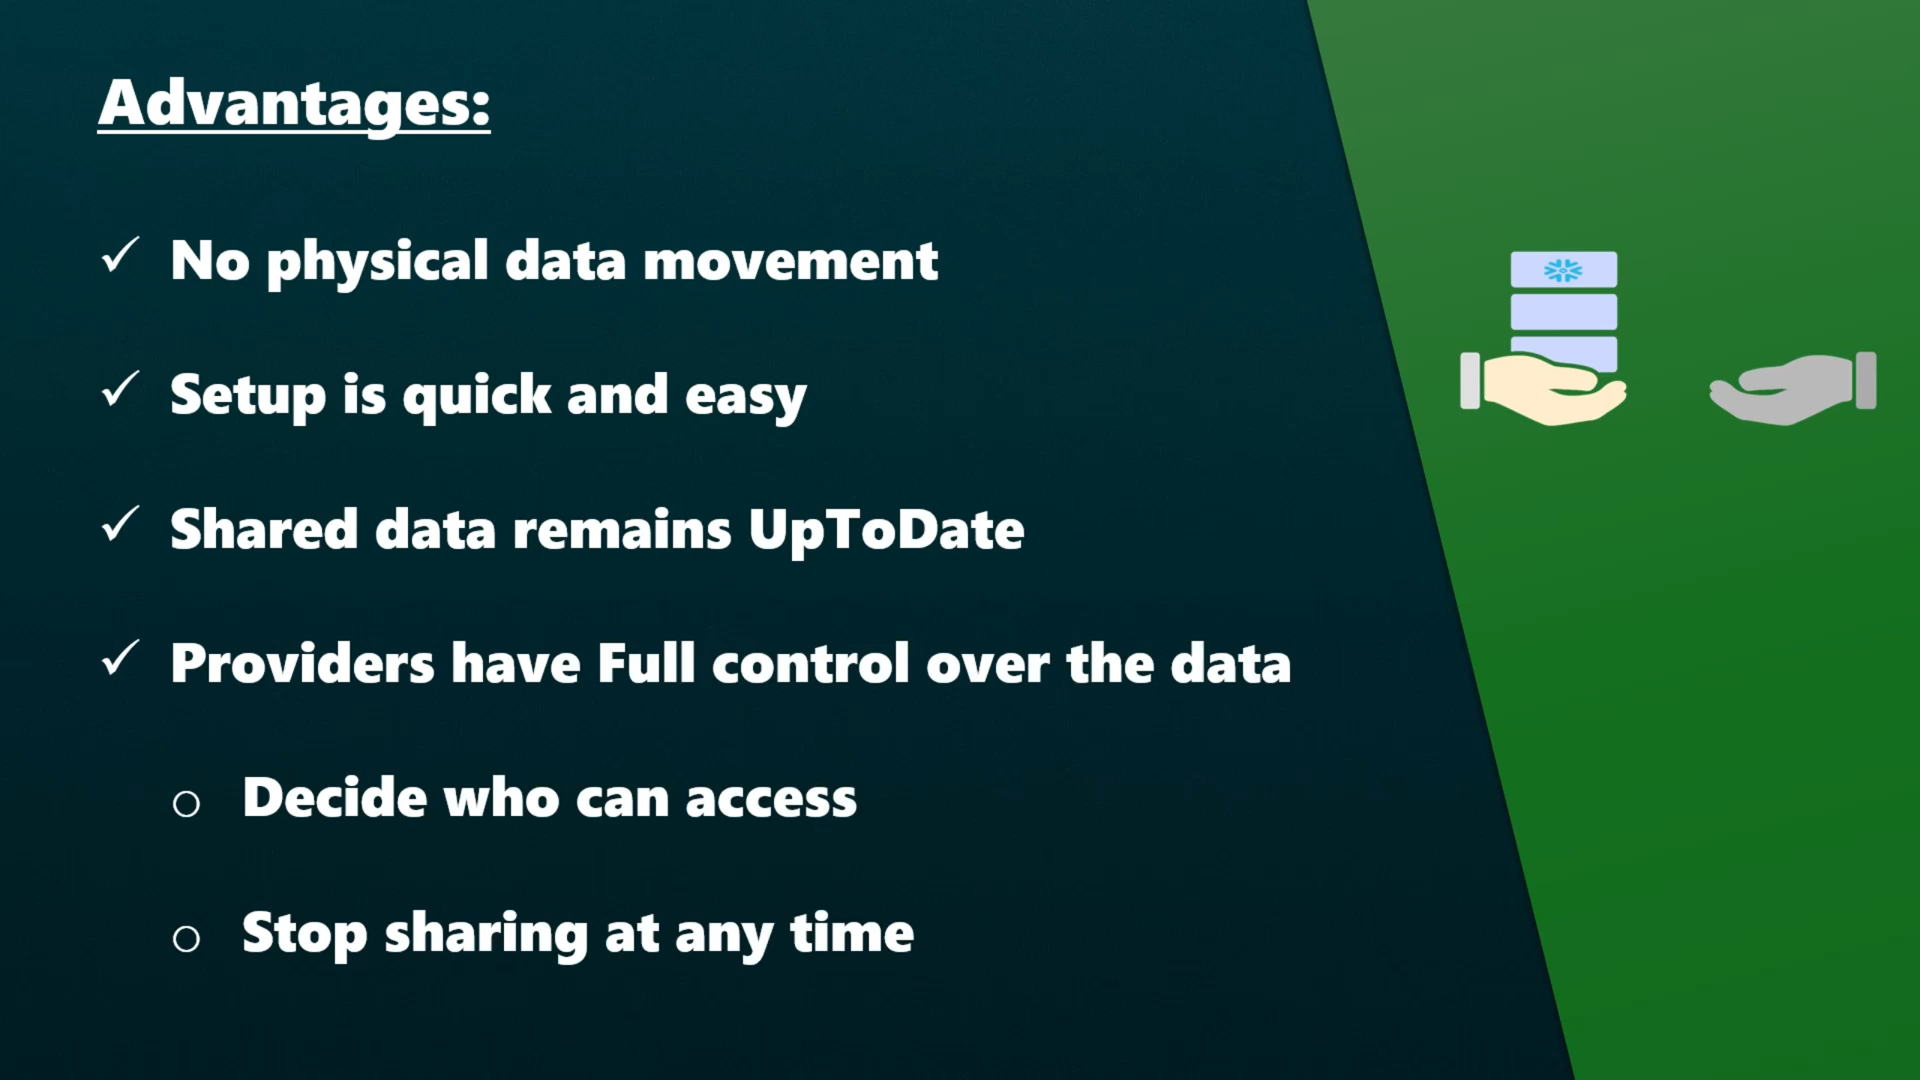 Advantages:
No physical data movement
Setup is quick and easy
Shared data remains UpToDate
Providers have Full control over the data
Decide who can access
Stop sharing at any time